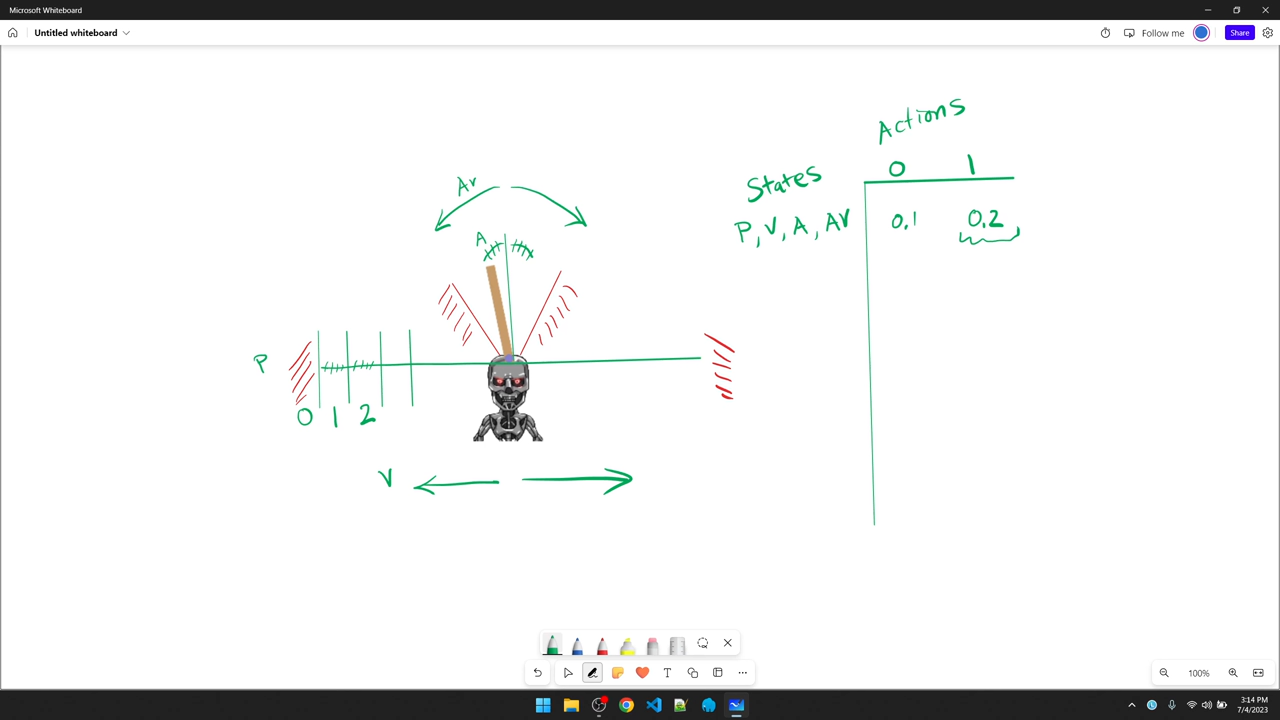 Microsoft Whiteboard
Untitled whiteboard
Follow me
Share
Actions
0 1
States
P, V, A, AV
0.1 0.2
AV
A
P
0 1 2
V
100%
3:14 PM
7/4/2023